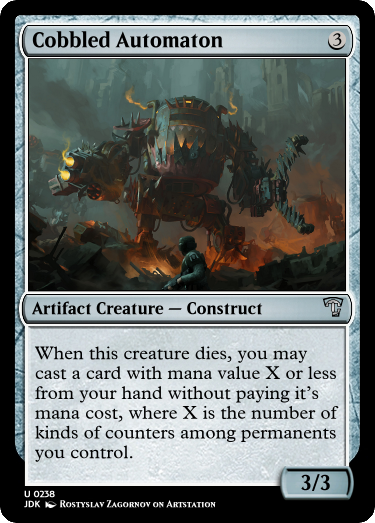 Cobbled Automaton 3
Artifact Creature — Construct
When this creature dies, you may
cast a card with mana value X or less
from your hand without paying it's
mana cost, where X is the number of
kinds of counters among permanents
you control.
3/3
U 0238
JDK Rostyslav Zagornov on Artstation